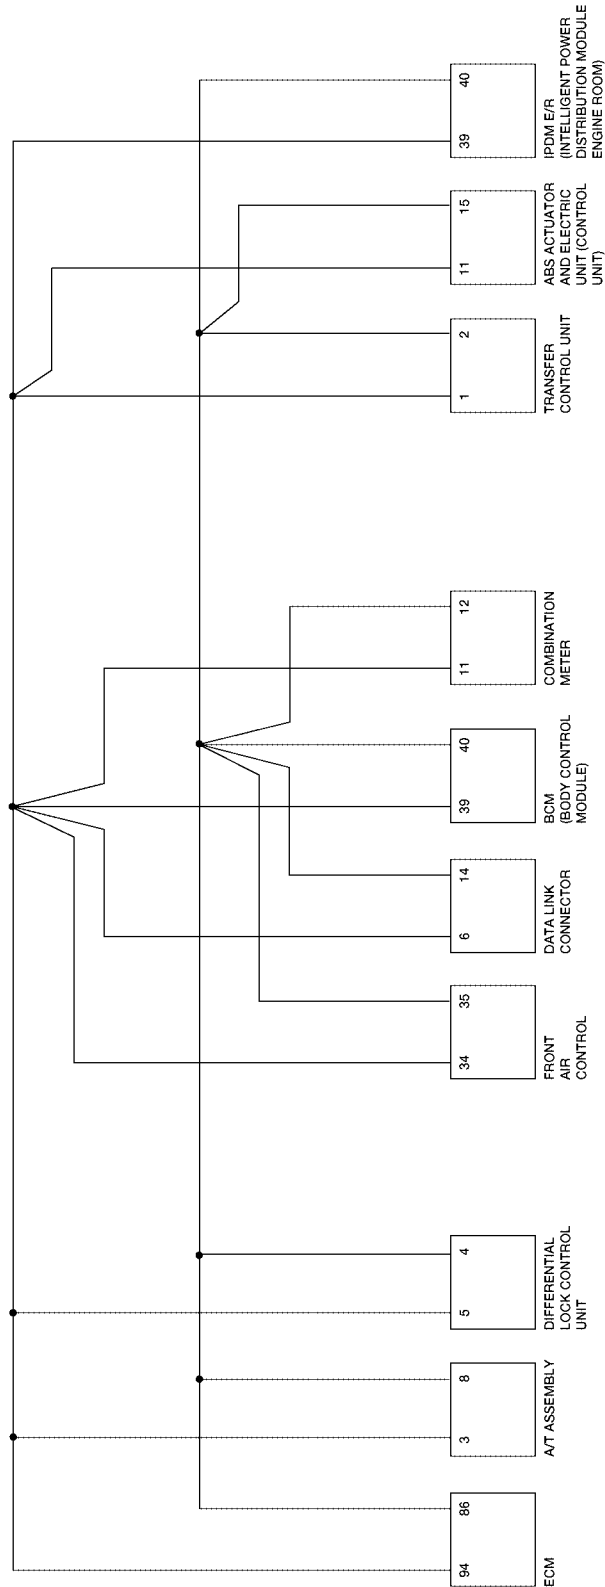 94
86
ECM
3
8
A/T ASSEMBLY
5
4
DIFFERENTIAL
LOCK CONTROL
UNIT
34
35
FRONT
AIR
CONTROL
6
14
DATA LINK
CONNECTOR
39
40
BCM
(BODY CONTROL
MODULE)
11
12
COMBINATION
METER
1
2
TRANSFER
CONTROL UNIT
11
15
ABS ACTUATOR
AND ELECTRIC
UNIT (CONTROL
UNIT)
39
40
IPDM E/R
(INTELLIGENT POWER
DISTRIBUTION MODULE
ENGINE ROOM)